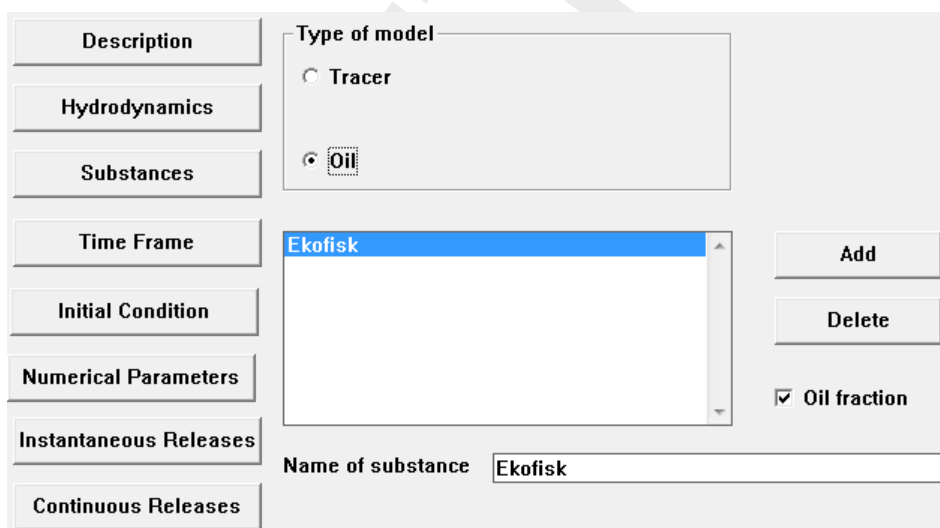 Description
Hydrodynamics
Substances
Time Frame
Initial Condition
Numerical Parameters
Instantaneous Releases
Continuous Releases
Type of model
Tracer
Oil
Ekofisk
Add
Delete
Oil fraction
Name of substance Ekofisk